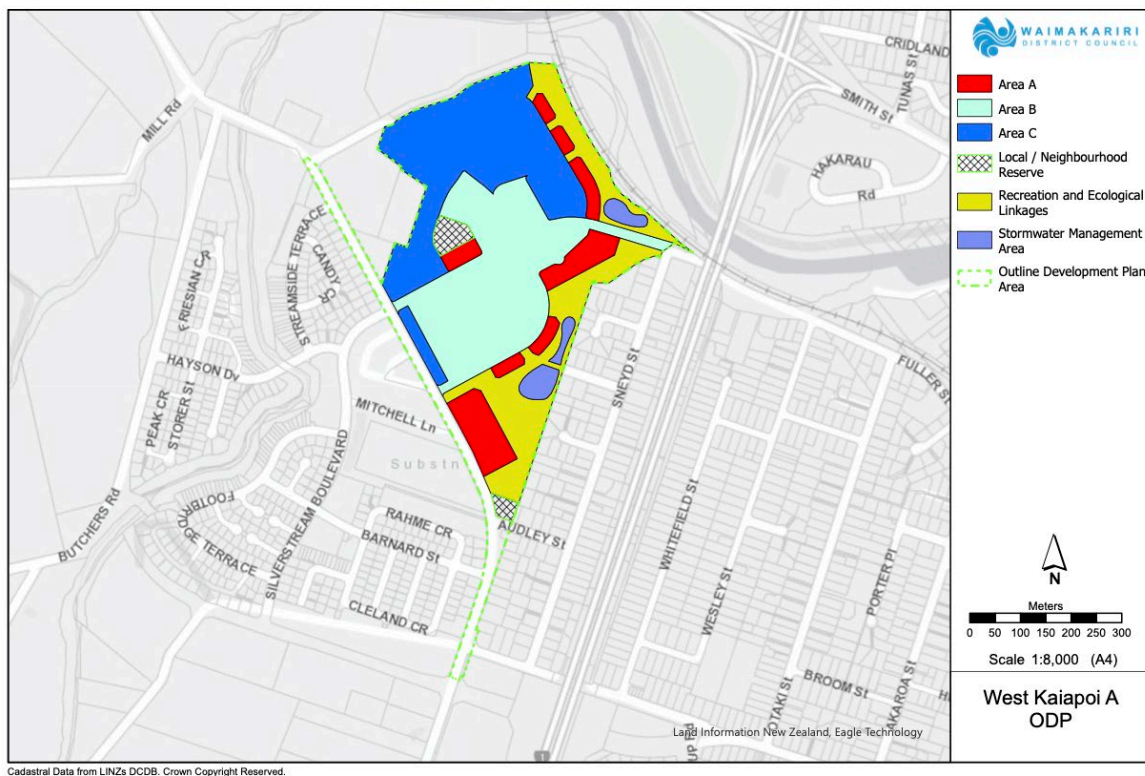 WAIMAKARIRI
DISTRICT COUNCIL
Area A
Area B
Area C
Local / Neighbourhood
Reserve
Recreation and Ecological
Linkages
Stormwater Management
Area
Outline Development Plan
Area
N
Meters
0 50 100 150 200 250 300
Scale 1:8,000 (A4)
West Kaiapoi A
ODP
CRIDLAND
TUNAS ST
SMITH ST
MILL Rd
HAKARAU
Rd
STREAMSIDE TERRACE
CANDY
CR
FRIESIAN CR
HAYSON DV
PEAK CR
STORER ST
MITCHELL LN
SNEYD ST
FULLER ST
Substn
SILVERSTREAM BOULEVARD
BUTCHERS Rd
FOOTBRIDGE TERRACE
RAHME CR
BARNARD ST
AUDLEY ST
WHITEFIELD ST
CLELAND CR
WESLEY ST
PORTER Pl
OTAKI ST
BROOM ST
AKAROA ST
UP Rd
1
Land Information New Zealand, Eagle Technology
Cadastral Data from LINZs DCDB. Crown Copyright Reserved.